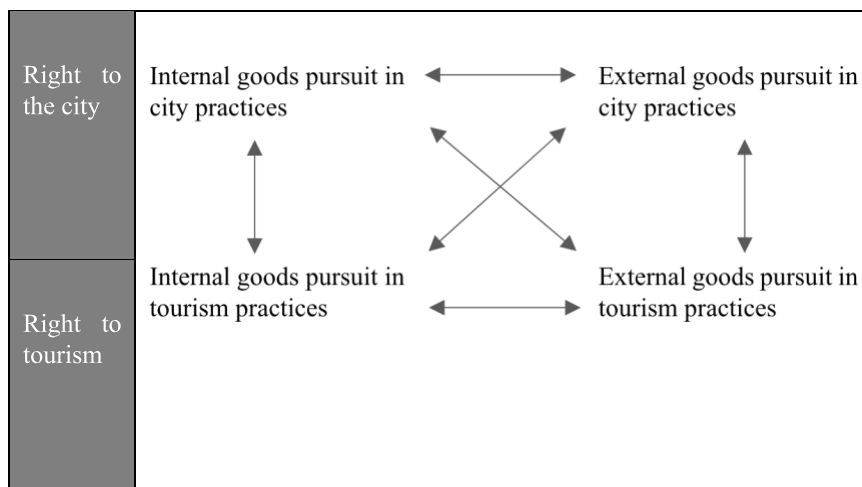 Right to
the city
Internal goods pursuit in
city practices
External goods pursuit in
city practices
Right to
tourism
Internal goods pursuit in
tourism practices
External goods pursuit in
tourism practices